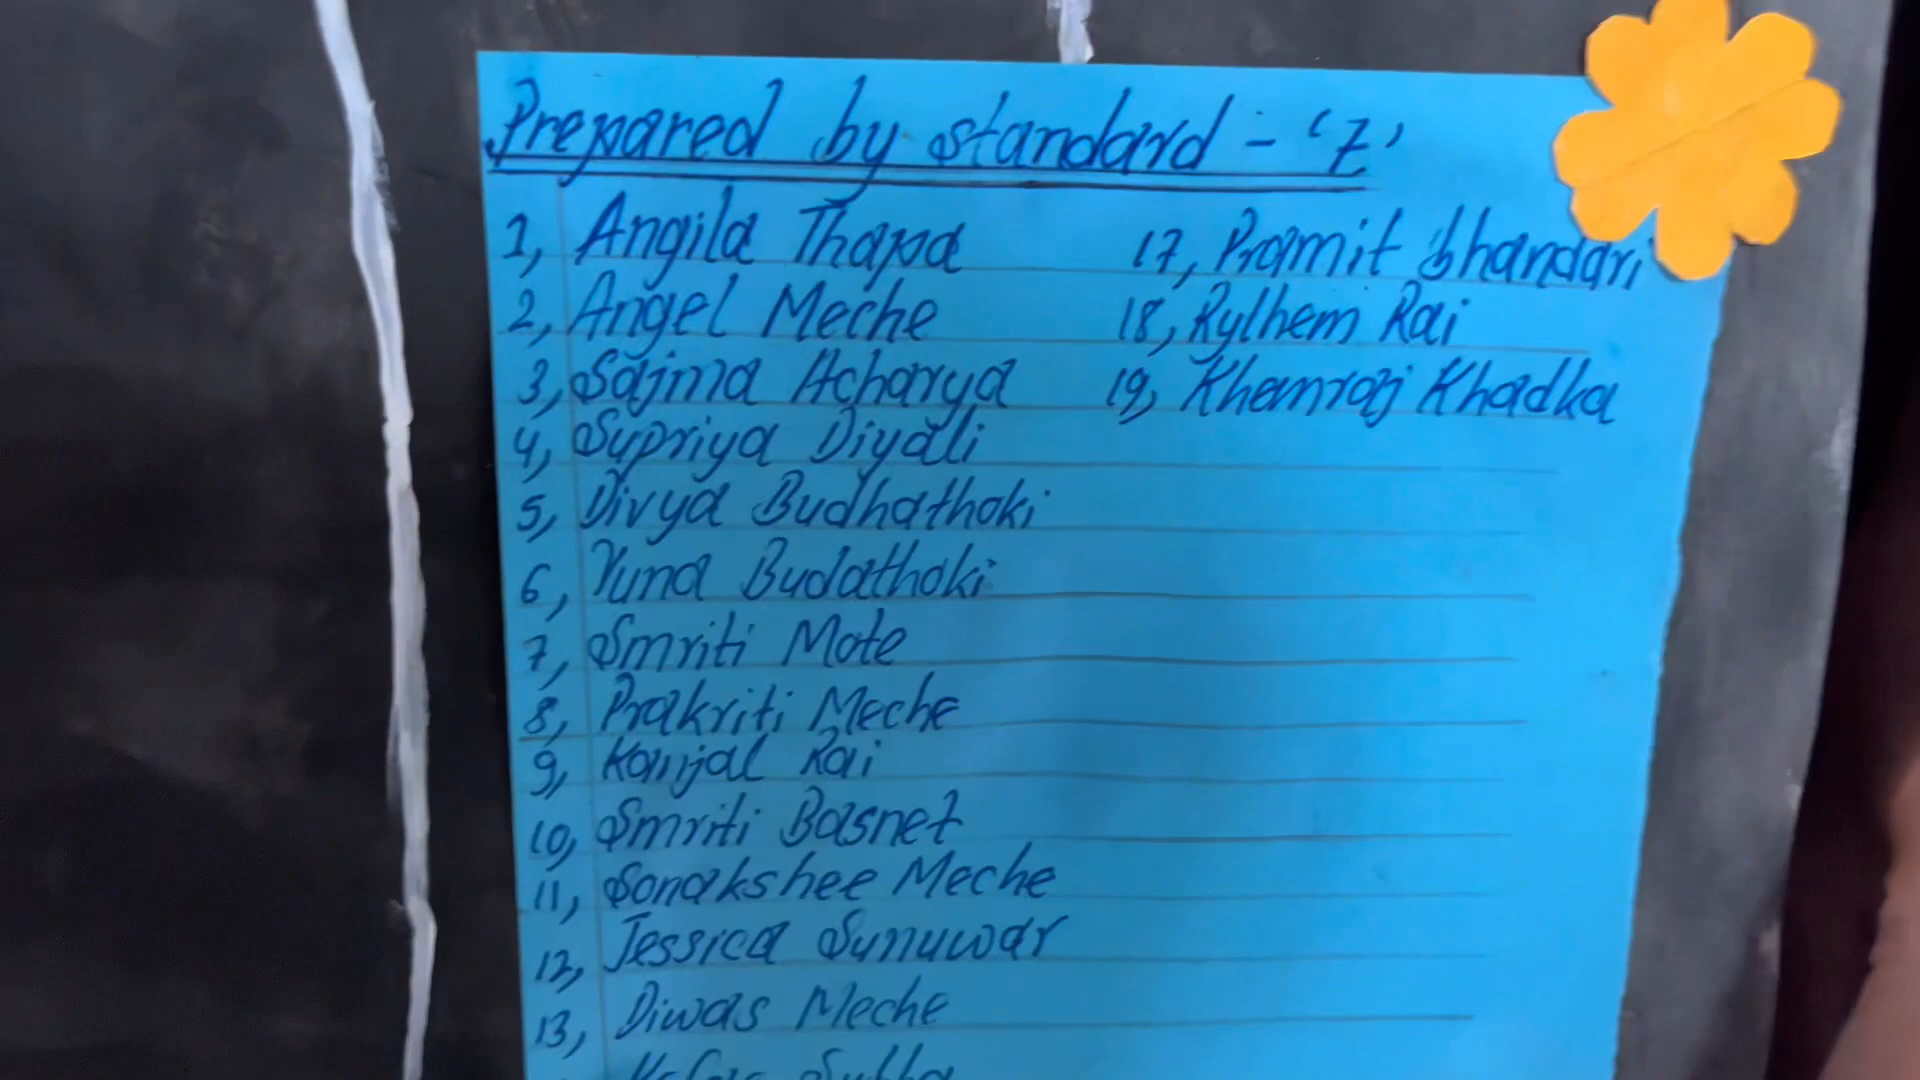 Prepared by standard - '7'
1, Angila Thapa
2, Angel Meche
3, Sajma Acharya
4, Supriya Diyali
5, Divya Budhathoki
6, Yuna Budathoki
7, Smriti Mote
8, Prakriti Meche
9, Kanjal Rai
10, Smriti Basnet
11, Sonakshee Meche
12, Jessica Sunuwar
13, Diwas Meche
17, Pramit Bhandari
18, Rylhem Rai
19, Khemraj Khadka